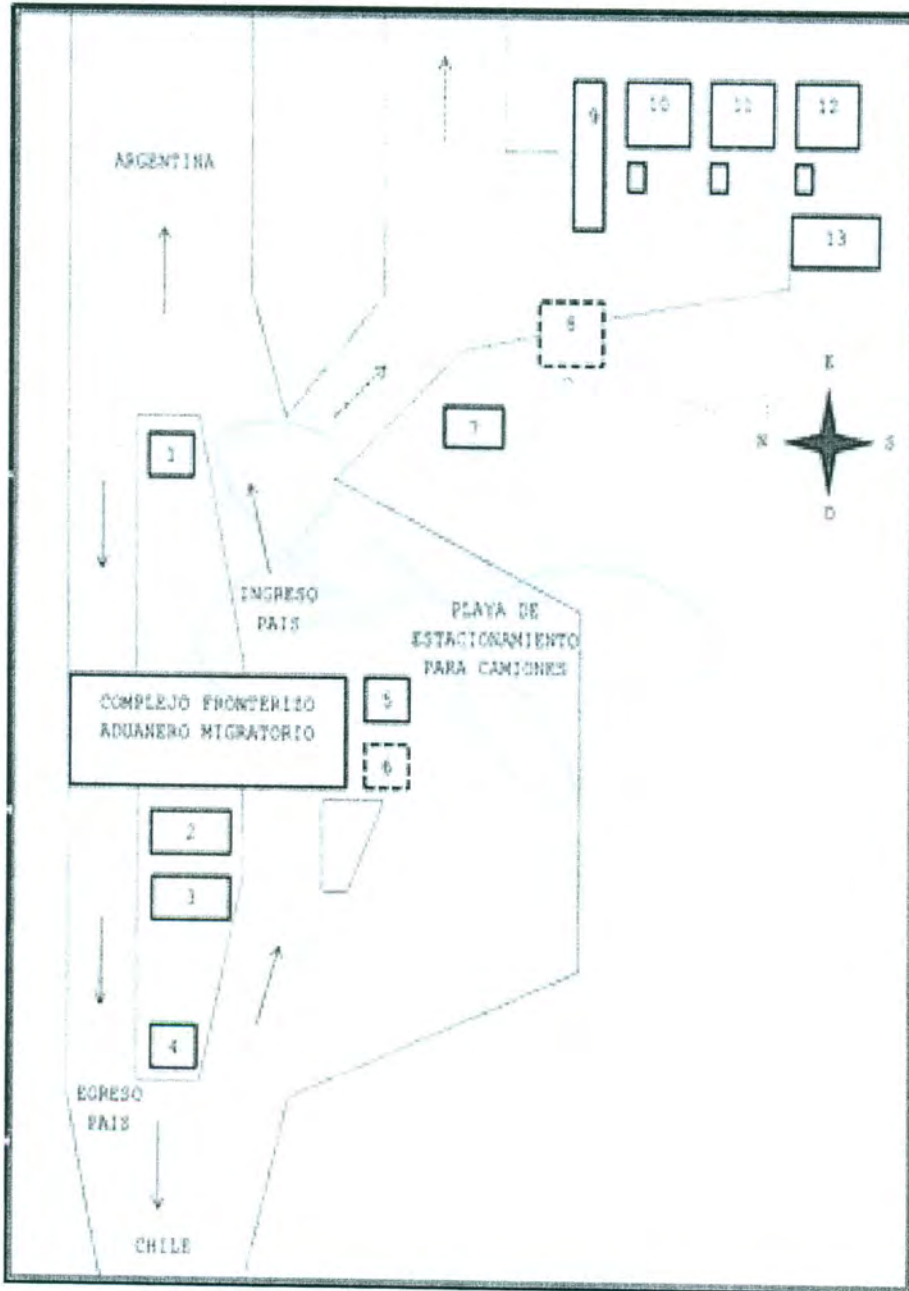 9
10
11
12
ARGENTINA
13
8
E
7
N
S
1
O
INGRESO
PAIS
PLAYA DE
ESTACIONAMIENTO
PARA CAMIONES
COMPLEJO FRONTERIZO
ADUANERO MIGRATORIO
5
6
2
3
4
EGRESO
PAIS
CHILE